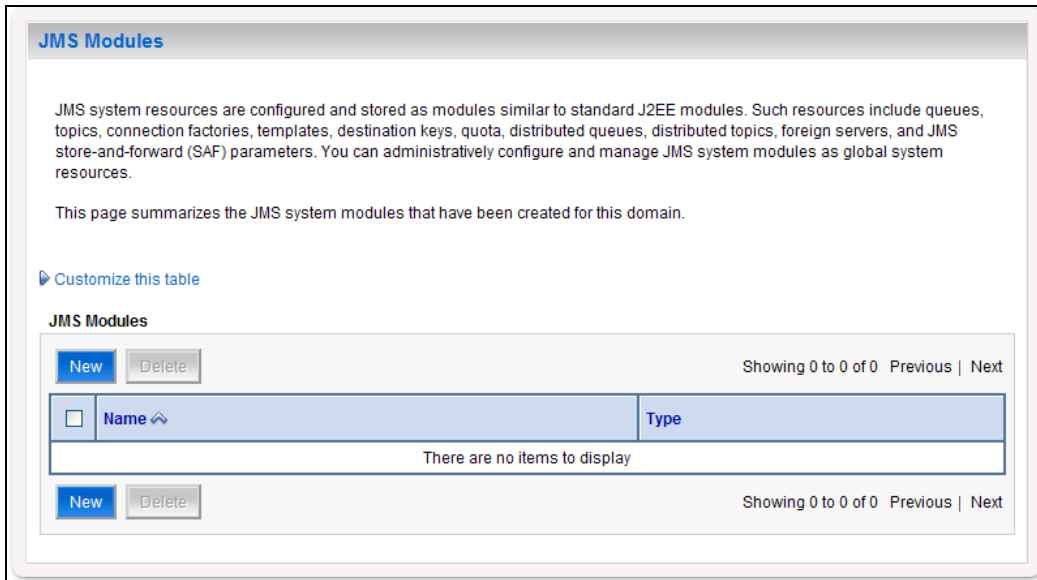 JMS Modules
JMS system resources are configured and stored as modules similar to standard J2EE modules. Such resources include queues,
topics, connection factories, templates, destination keys, quota, distributed queues, distributed topics, foreign servers, and JMS
store-and-forward (SAF) parameters. You can administratively configure and manage JMS system modules as global system
resources.
This page summarizes the JMS system modules that have been created for this domain.
Customize this table
JMS Modules
New Delete Showing 0 to 0 of 0 Previous | Next
Name Type
There are no items to display
New Delete Showing 0 to 0 of 0 Previous | Next